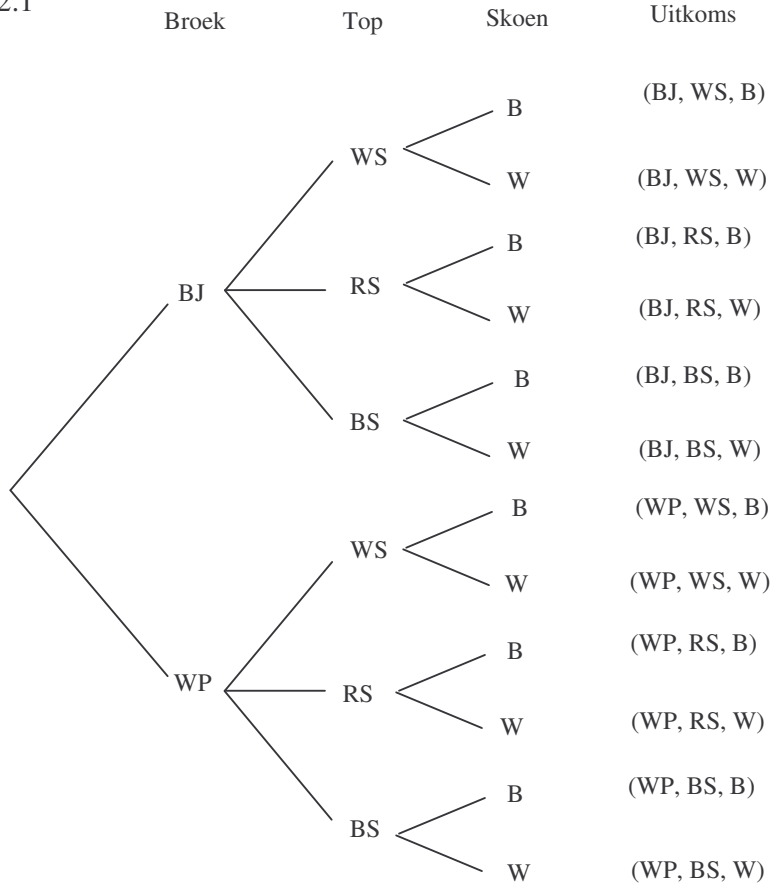 2.1
Broek Top Skoen Uitkoms
B (BJ, WS, B)
WS
W (BJ, WS, W)
B (BJ, RS, B)
BJ RS
W (BJ, RS, W)
B (BJ, BS, B)
BS
W (BJ, BS, W)
B (WP, WS, B)
WS
W (WP, WS, W)
B (WP, RS, B)
WP RS
W (WP, RS, W)
B (WP, BS, B)
BS
W (WP, BS, W)